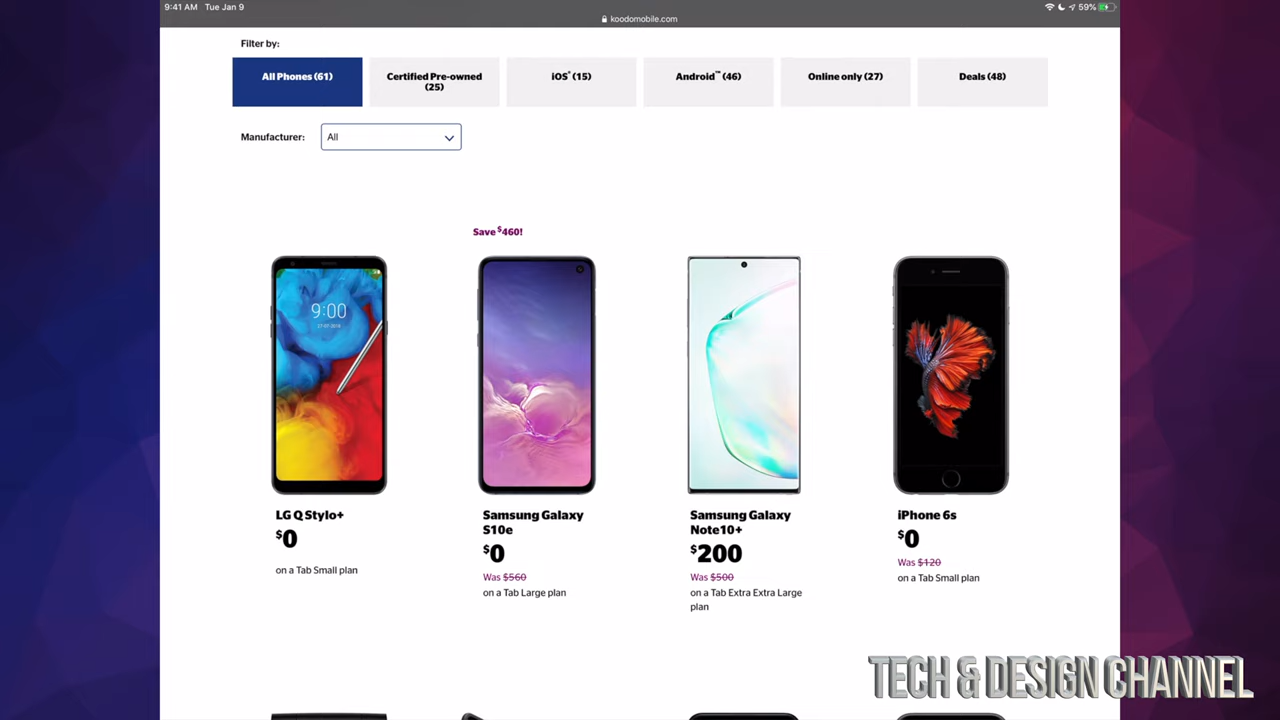 9:41 AM Tue Jan 9
59%
koodomobile.com
Filter by:
All Phones (61)
Certified Pre-owned
(25)
iOS® (15)
Android™ (46)
Online only (27)
Deals (48)
Manufacturer:
All
Save $460!
9:00
LG Q Stylo+
$0
on a Tab Small plan
Samsung Galaxy
S10e
$0
Was $560
on a Tab Large plan
Samsung Galaxy
Note10+
$200
Was $500
on a Tab Extra Extra Large
plan
iPhone 6s
$0
Was $120
on a Tab Small plan
TECH & DESIGN CHANNEL